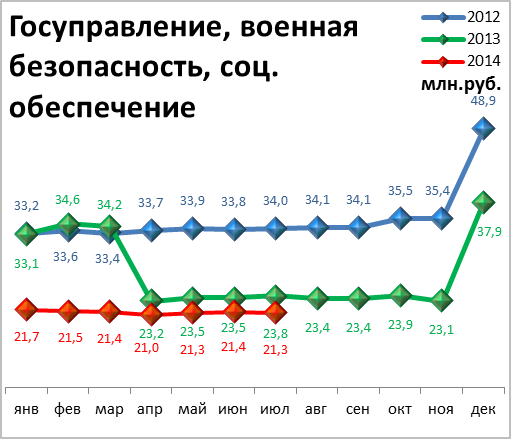 Госуправление, военная
безопасность, соц.
обеспечение
2012
2013
2014
млн.руб.
48,9
33,2 34,6 34,2 33,7 33,9 33,8 34,0 34,1 34,1 35,5 35,4
33,1 33,6 33,4 37,9
21,7 21,5 21,4 23,2 23,5 23,5 23,8 23,4 23,4 23,9 23,1
21,0 21,3 21,4 21,3
янв фев мар апр май июн июл авг сен окт ноя дек